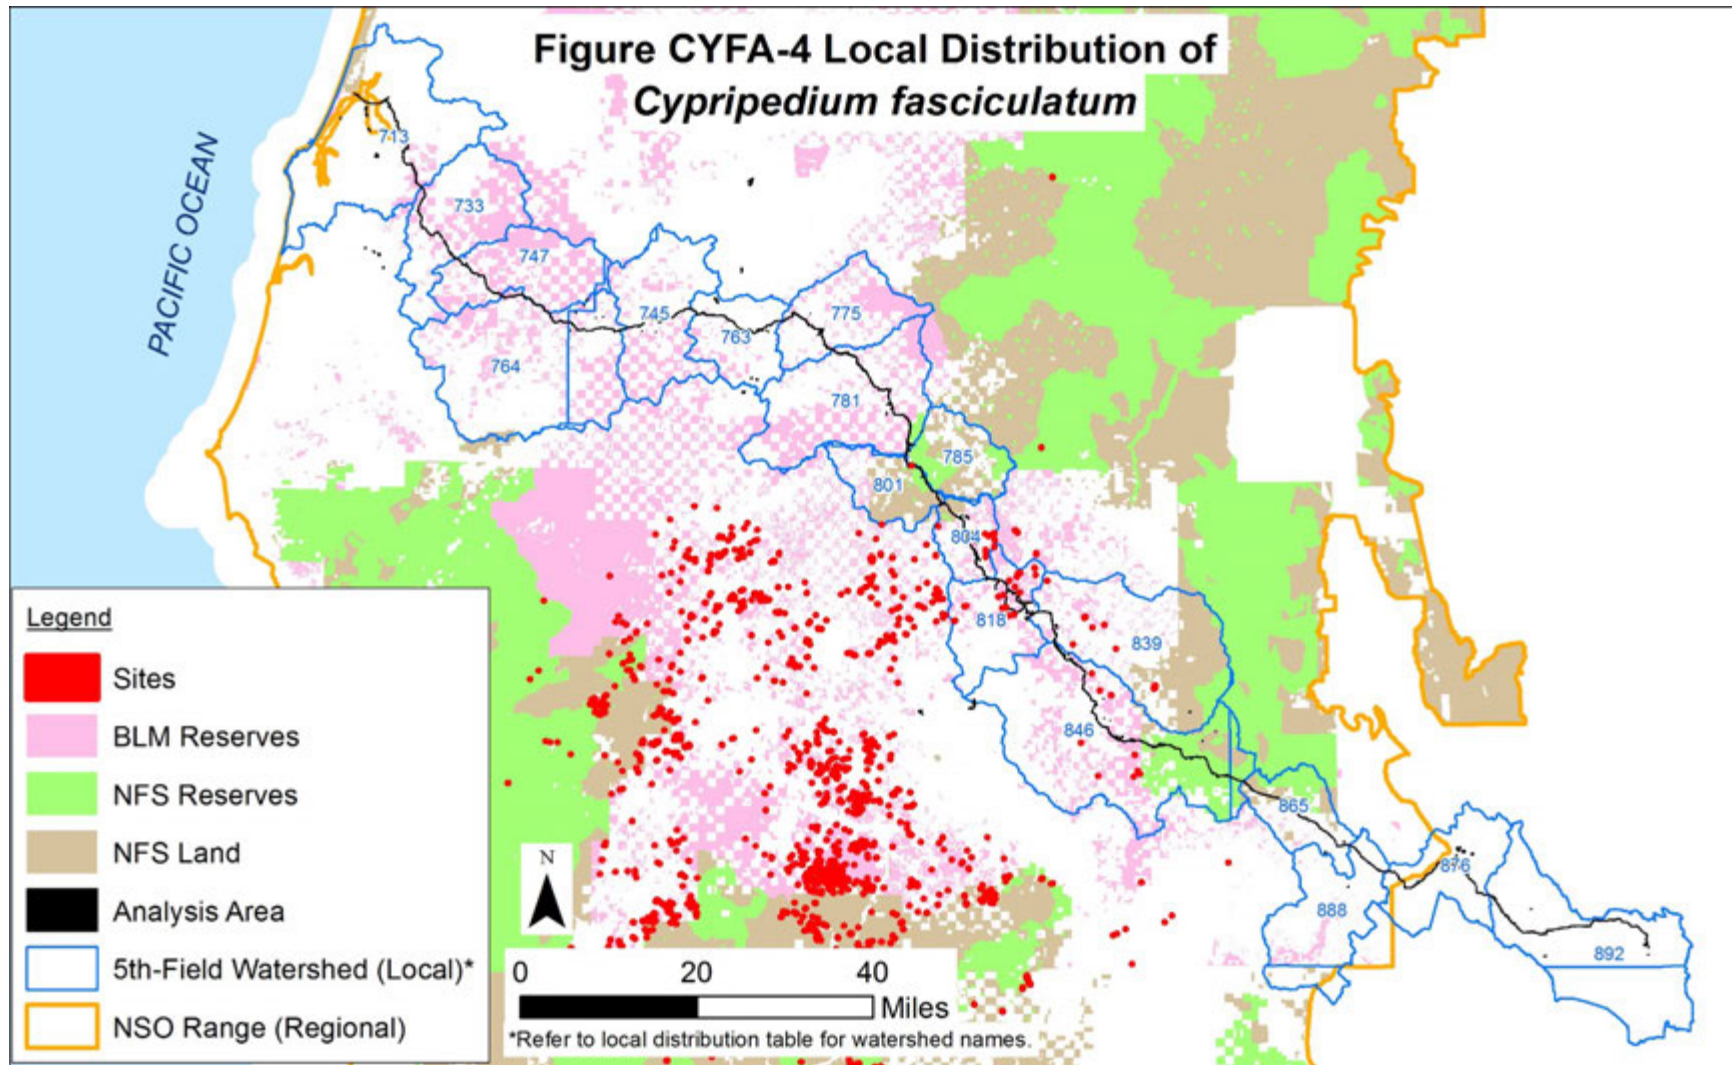 Figure CYFA-4 Local Distribution of
Cypripedium fasciculatum
PACIFIC OCEAN
713
733
747
745
775
763
764
781
785
801
804
818
839
846
865
876
888
892
Legend
Sites
BLM Reserves
NFS Reserves
NFS Land
Analysis Area
5th-Field Watershed (Local)*
NSO Range (Regional)
N
0 20 40
Miles
*Refer to local distribution table for watershed names.